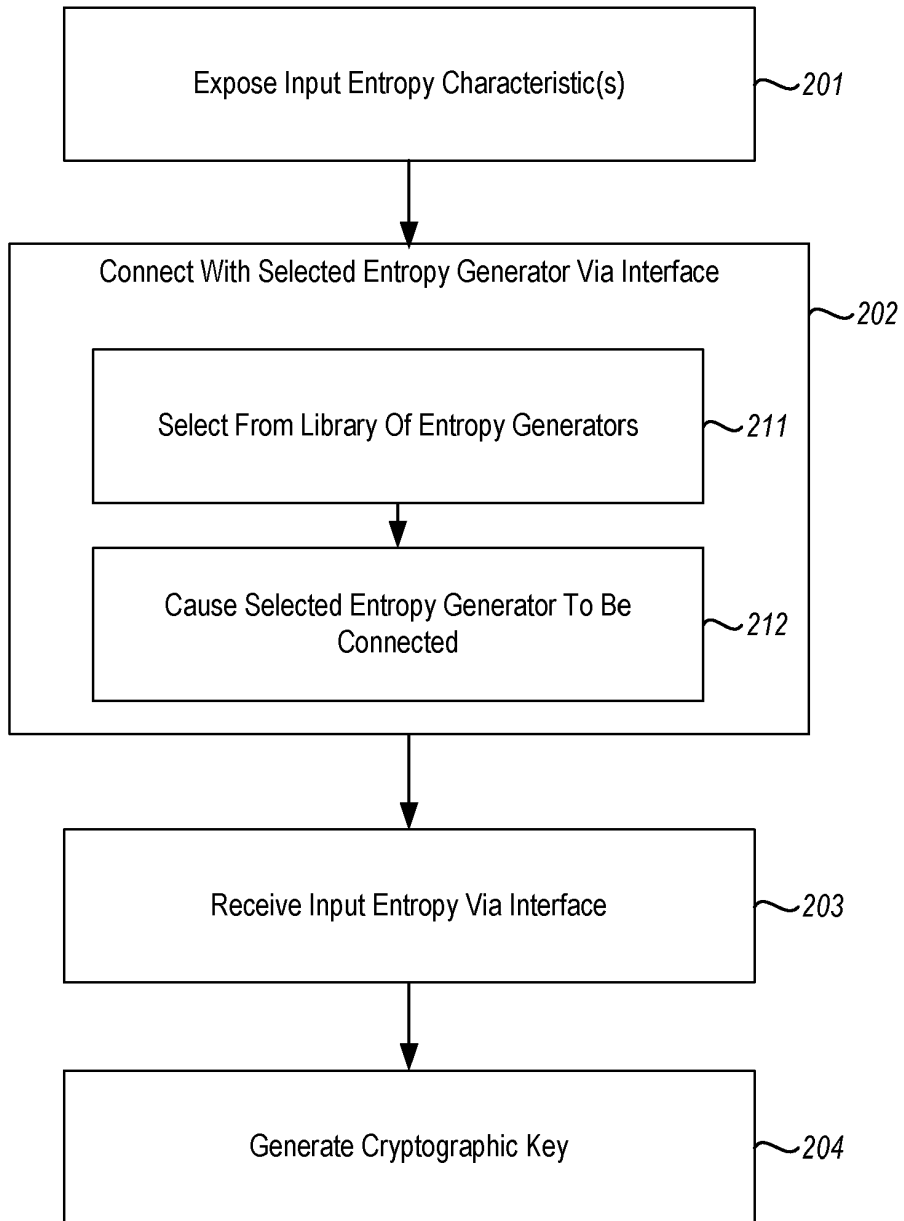 Expose Input Entropy Characteristic(s)
201
Connect With Selected Entropy Generator Via Interface
202
Select From Library Of Entropy Generators
211
Cause Selected Entropy Generator To Be
Connected
212
Receive Input Entropy Via Interface
203
Generate Cryptographic Key
204